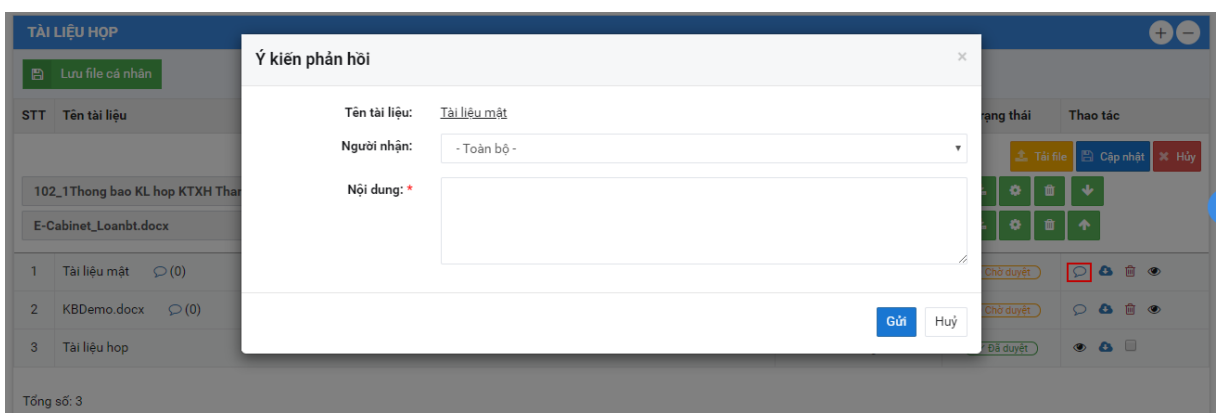 TÀI LIỆU HỌP
Lưu file cá nhân
STT Tên tài liệu
Thao tác
Tải file Cập nhật Hủy
102_1Thong bao KL hop KTXH
E-Cabinet_Loanbt.docx
1 Tài liệu mật (0) Chờ duyệt
2 KBDemo.docx (0) Chờ duyệt
3 Tài liệu hop Đã duyệt
Tổng số: 3
Ý kiến phản hồi ×
Tên tài liệu: Tài liệu mật
Người nhận: - Toàn bộ -
Nội dung: *
Gửi Huỷ